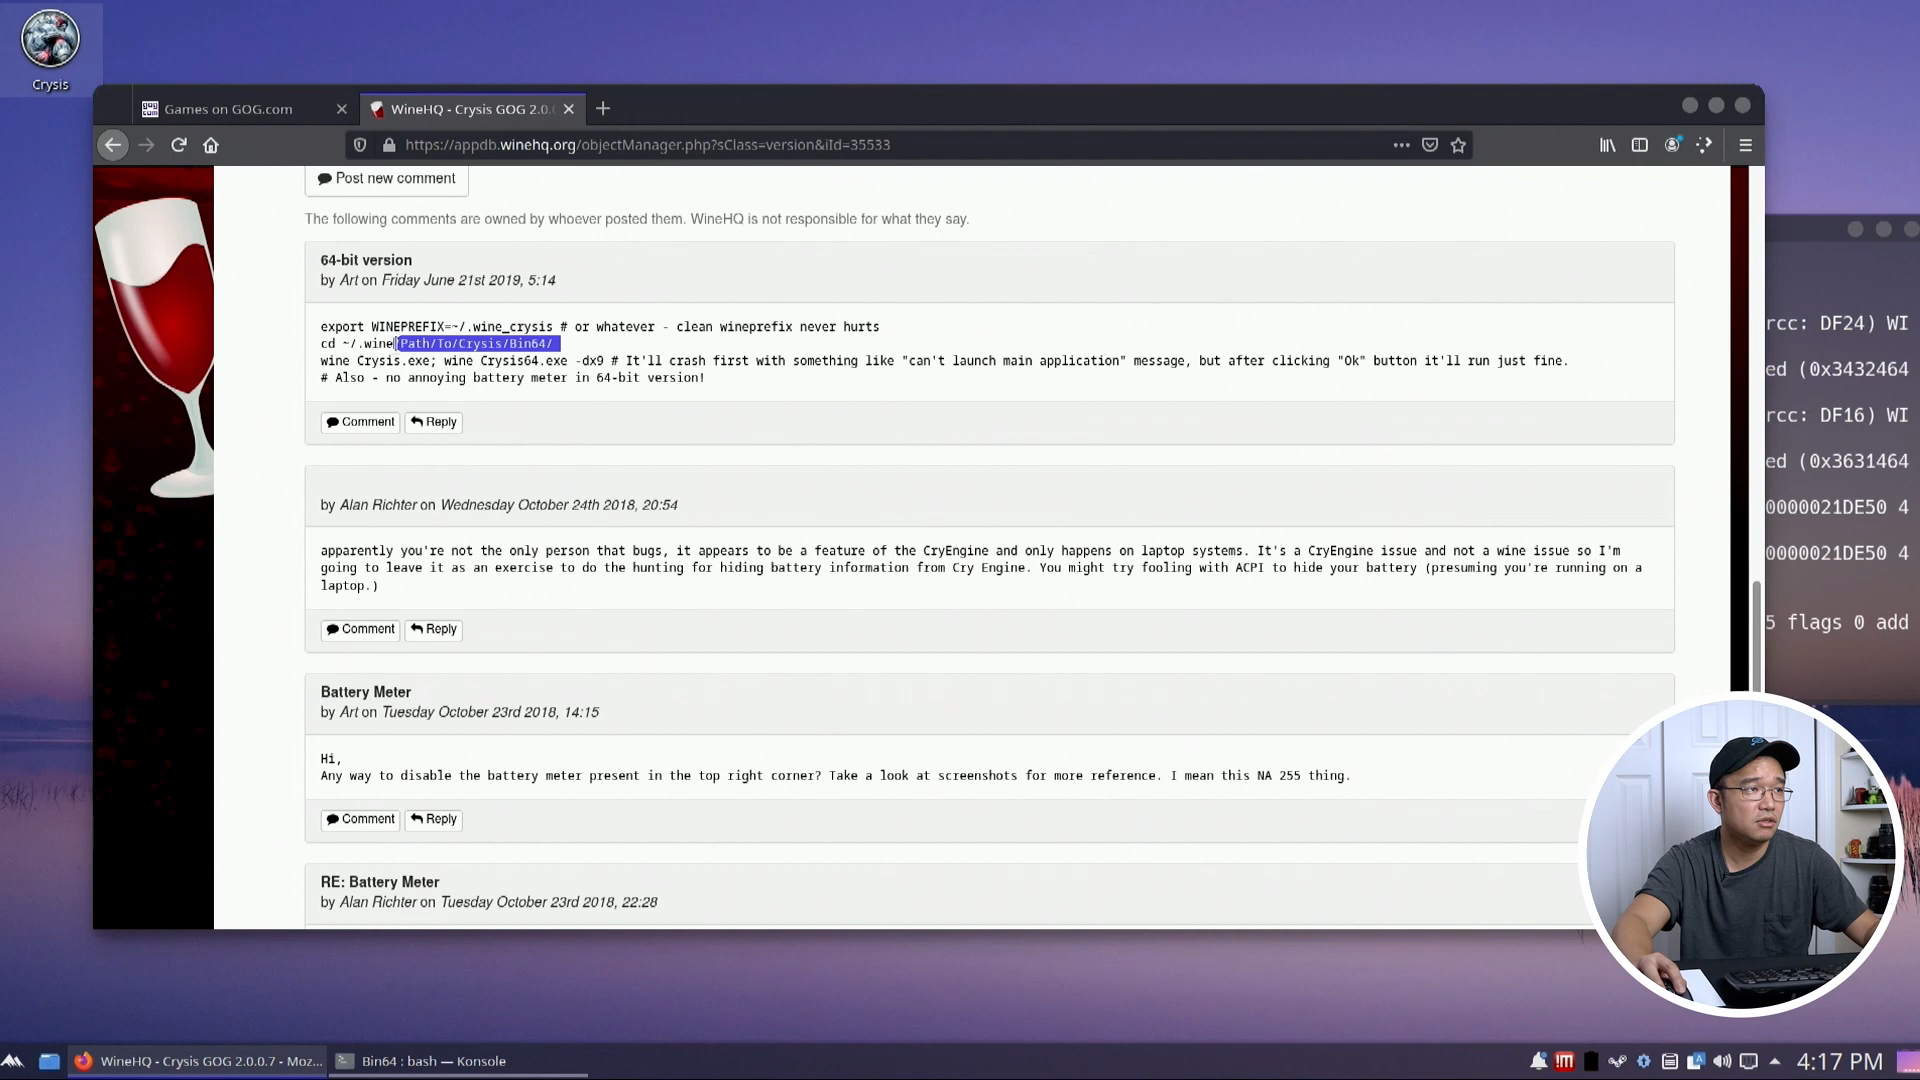 Crysis
gog com
Games on GOG.com
WineHQ - Crysis GOG 2.0.
https://appdb.winehq.org/objectManager.php?sClass=version&iId=35533
Post new comment
The following comments are owned by whoever posted them. WineHQ is not responsible for what they say.
64-bit version
by Art on Friday June 21st 2019, 5:14
export WINEPREFIX=~/.wine_crysis # or whatever - clean wineprefix never hurts
cd ~/.wine/Path/To/Crysis/Bin64/
wine Crysis.exe; wine Crysis64.exe -dx9 # It'll crash first with something like "can't launch main application" message, but after clicking "Ok" button it'll run just fine.
# Also - no annoying battery meter in 64-bit version!
Comment Reply
by Alan Richter on Wednesday October 24th 2018, 20:54
apparently you're not the only person that bugs, it appears to be a feature of the CryEngine and only happens on laptop systems. It's a CryEngine issue and not a wine issue so I'm
going to leave it as an exercise to do the hunting for hiding battery information from Cry Engine. You might try fooling with ACPI to hide your battery (presuming you're running on a
laptop.)
Comment Reply
Battery Meter
by Art on Tuesday October 23rd 2018, 14:15
Hi,
Any way to disable the battery meter present in the top right corner? Take a look at screenshots for more reference. I mean this NA 255 thing.
Comment Reply
RE: Battery Meter
by Alan Richter on Tuesday October 23rd 2018, 22:28
rcc: DF24) WI
ed (0x3432464
rcc: DF16) WI
ed (0x3631464
0000021DE50 4
0000021DE50 4
5 flags 0 add
WineHQ - Crysis GOG 2.0.0.7 - Moz...
Bin64 : bash — Konsole
4:17 PM